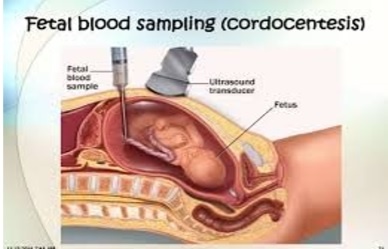 Fetal blood sampling (cordocentesis)
Fetal
blood
sample
Ultrasound
transducer
Fetus